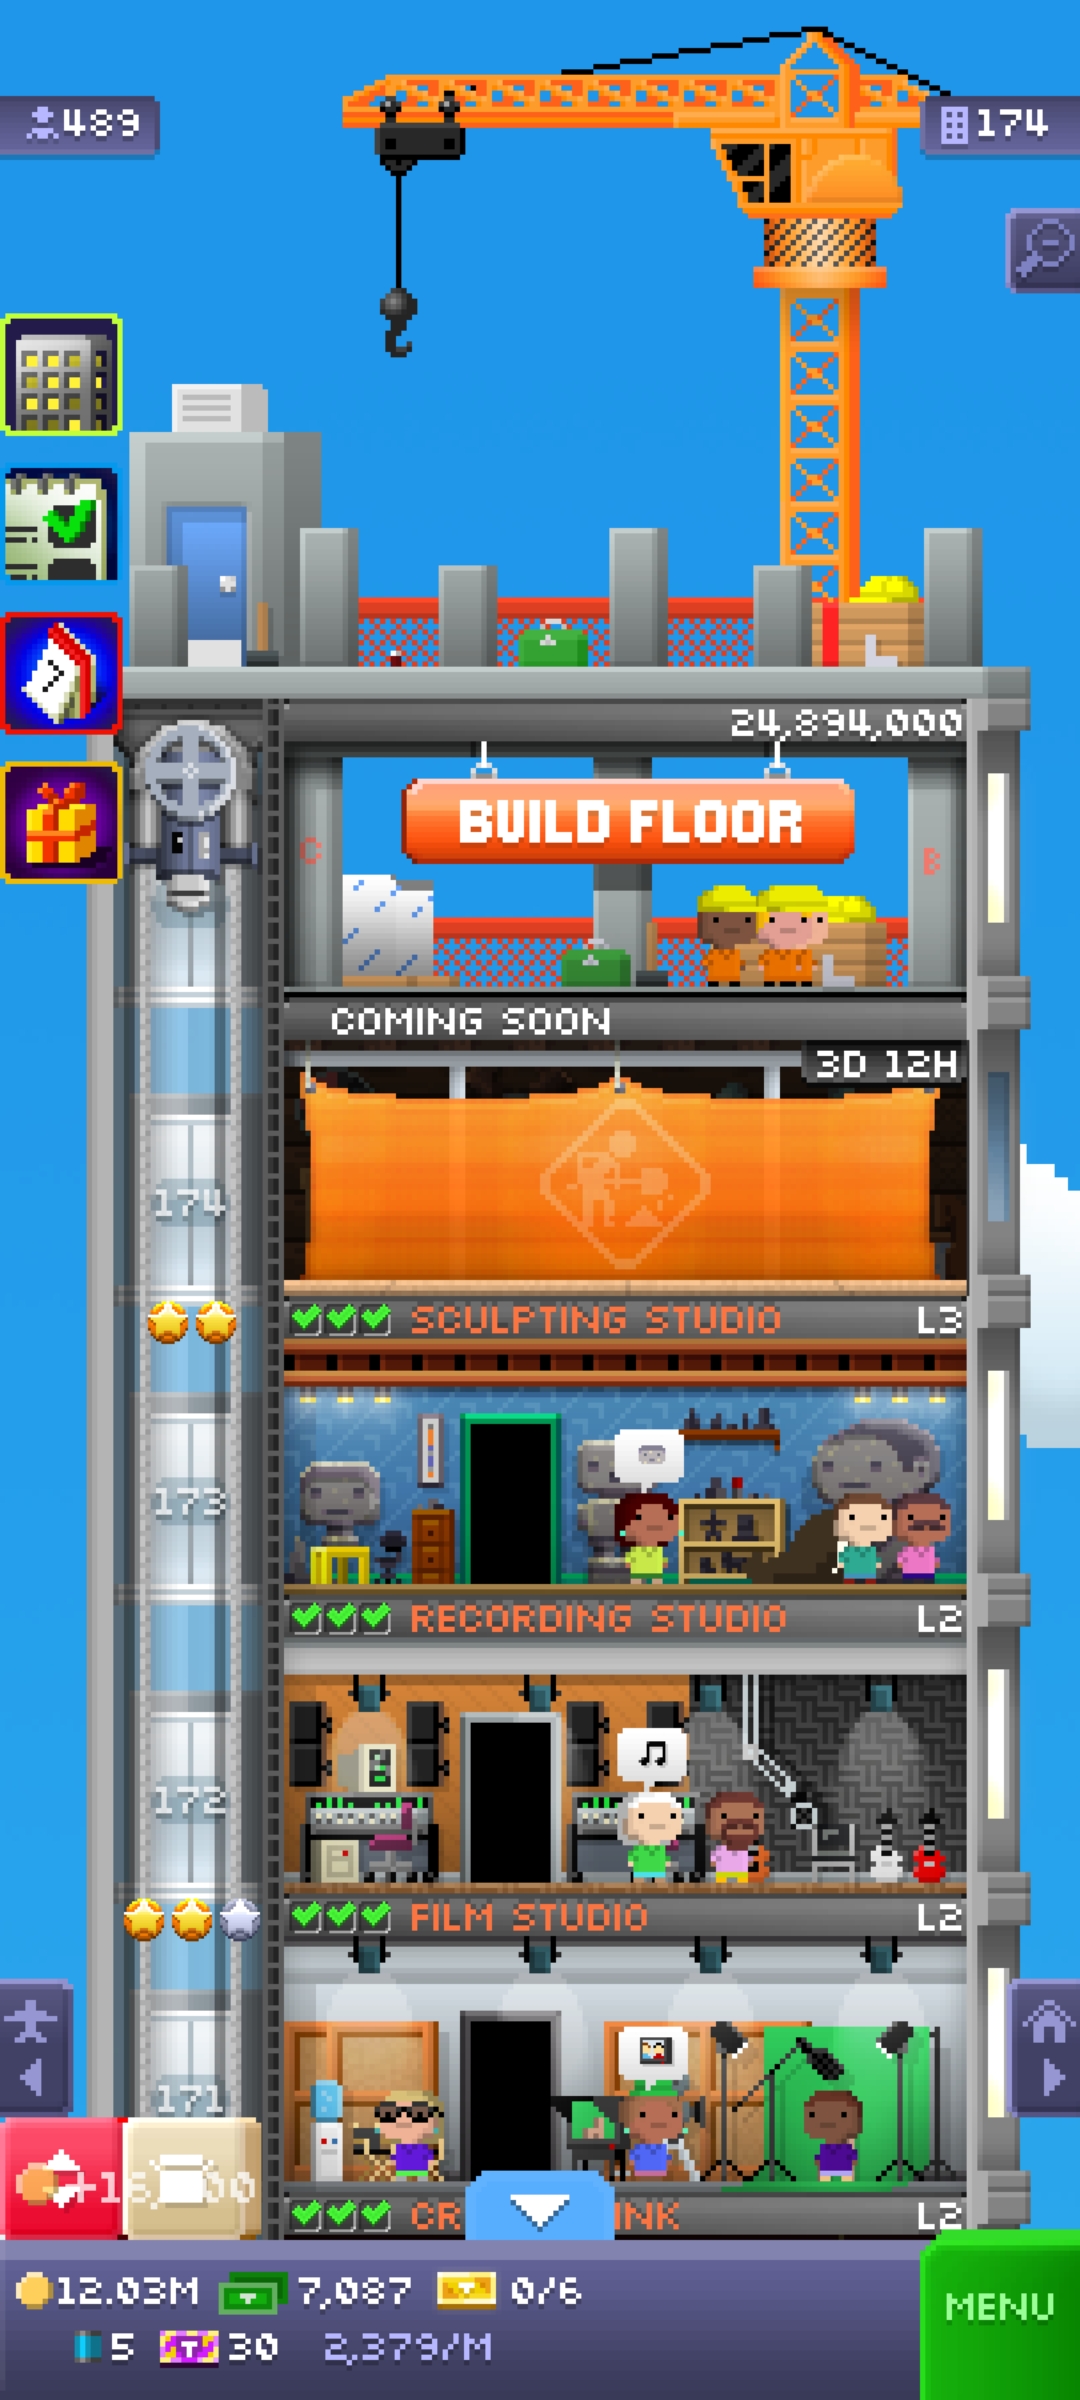 489
174
24,894,000
BUILD FLOOR
C
B
COMING SOON
3D 12H
174
SCULPTING STUDIO L3
173
RECORDING STUDIO L2
172
FILM STUDIO L2
171
L2
12.03M 7,087 0/6
MENU
5 30 2,379/M